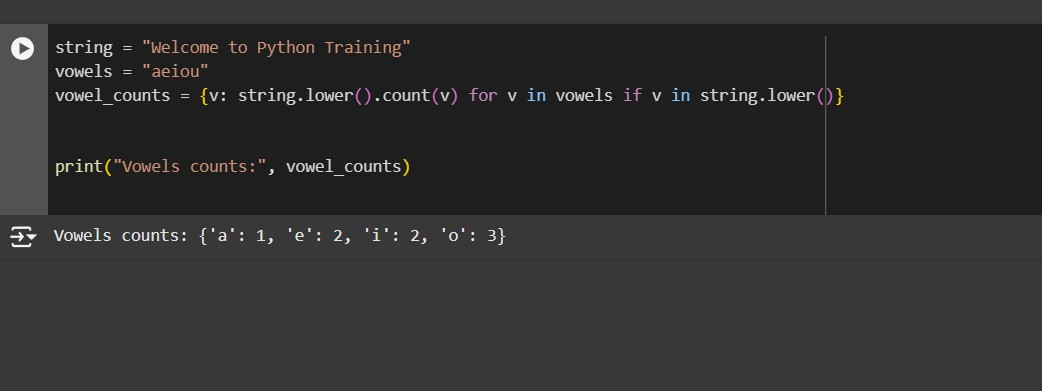 string = "Welcome to Python Training"
vowels = "aeiou"
vowel_counts = {v: string.lower().count(v) for v in vowels if v in string.lower()}
print("Vowels counts:", vowel_counts)
Vowels counts: {'a': 1, 'e': 2, 'i': 2, 'o': 3}